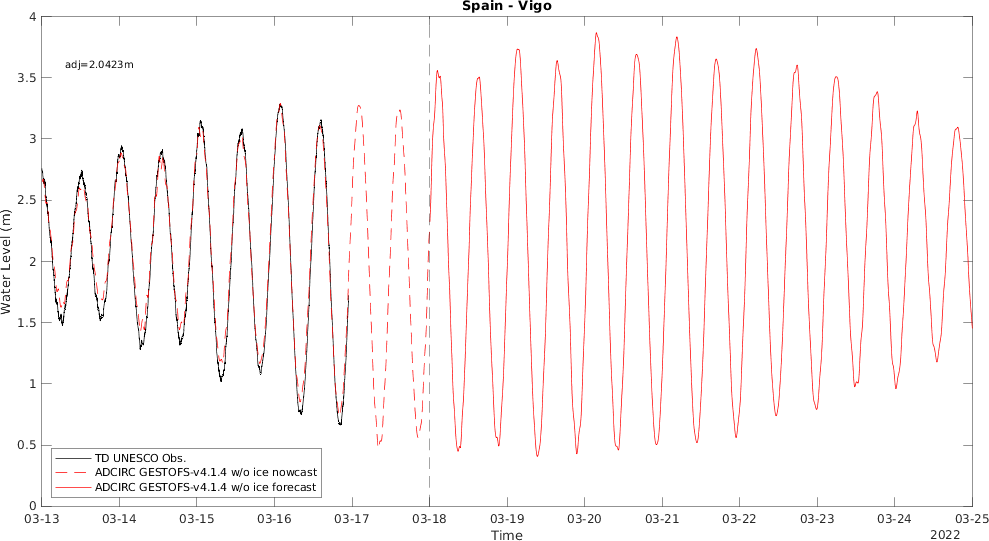 Spain - Vigo
adj=2.0423m
4
3.5
3
2.5
2
1.5
1
0.5
0
Water Level (m)
TD UNESCO Obs.
ADCIRC GESTOFS-v4.1.4 w/o ice nowcast
ADCIRC GESTOFS-v4.1.4 w/o ice forecast
03-13 03-14 03-15 03-16 03-17 03-18 03-19 03-20 03-21 03-22 03-23 03-24 03-25
Time
2022